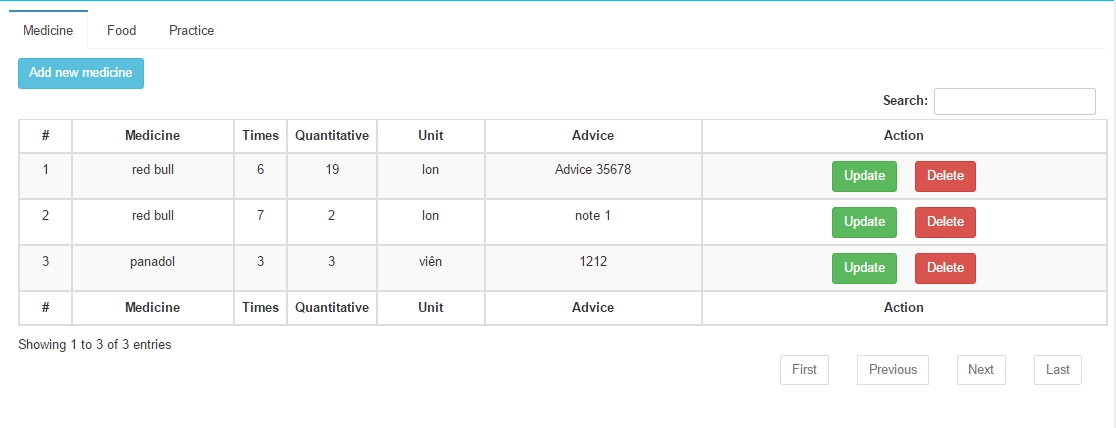 Medicine Food Practice
Add new medicine
Search:
# Medicine Times Quantitative Unit Advice Action
1 red bull 6 19 lon Advice 35678 Update Delete
2 red bull 7 2 lon note 1 Update Delete
3 panadol 3 3 viên 1212 Update Delete
# Medicine Times Quantitative Unit Advice Action
Showing 1 to 3 of 3 entries
First Previous Next Last